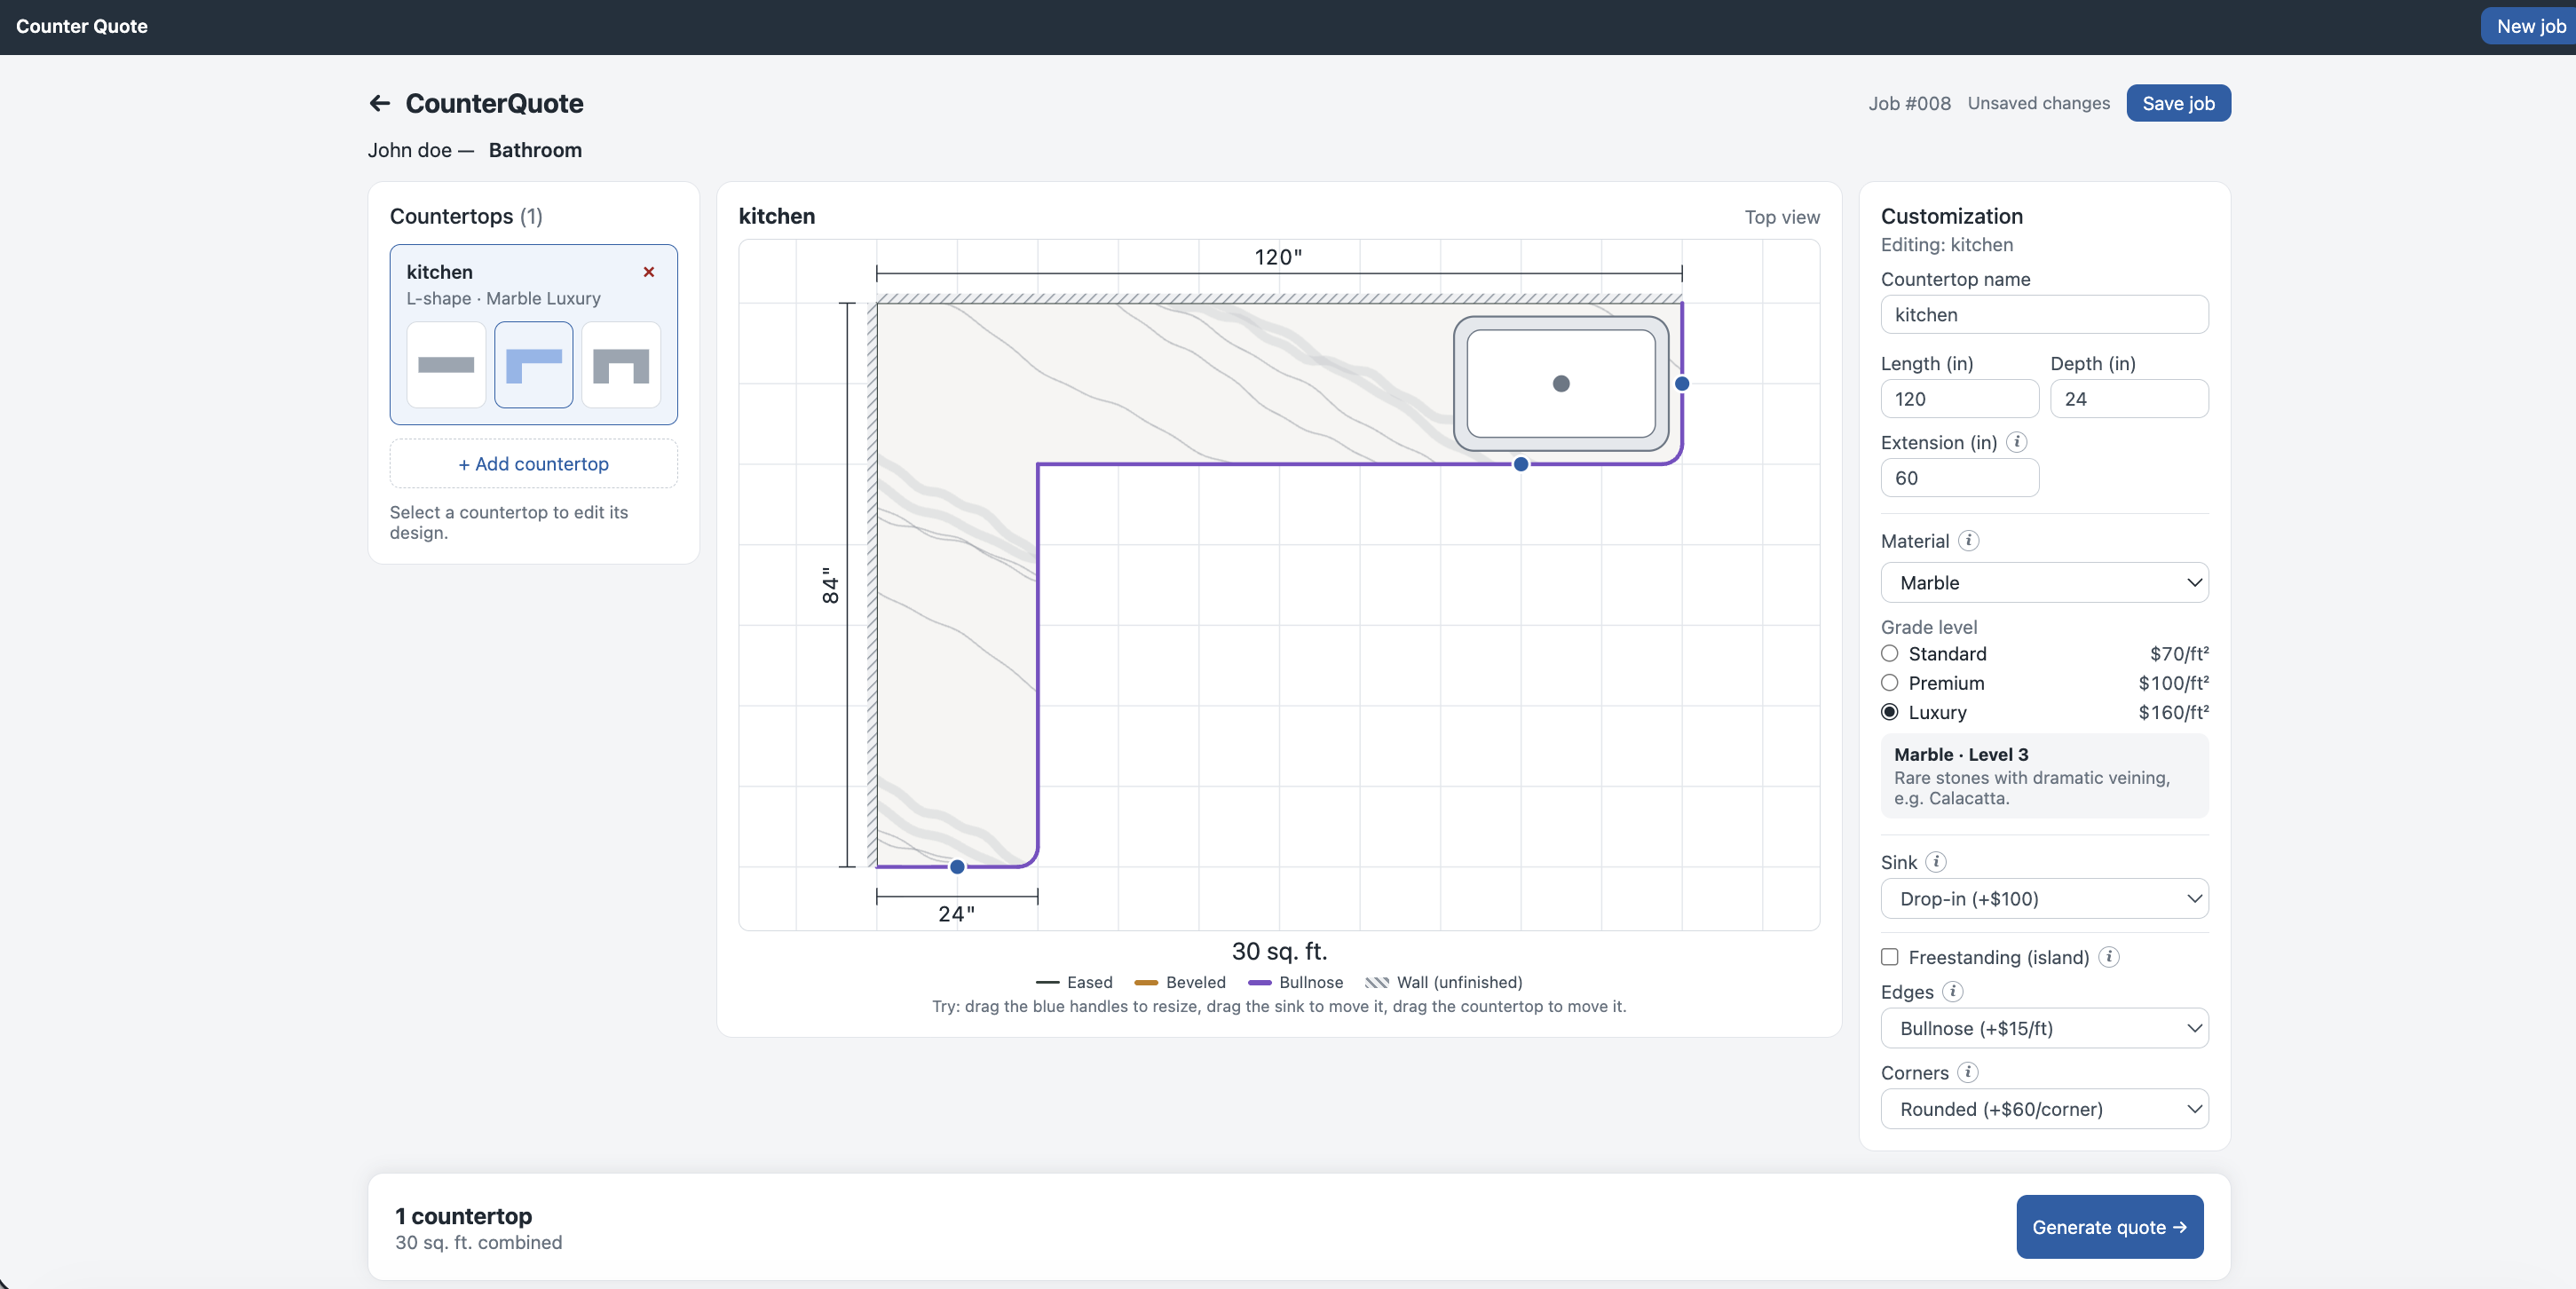 Counter Quote
New job
← CounterQuote
Job #008 Unsaved changes Save job
John doe — Bathroom
Countertops (1)
kitchen ×
L-shape · Marble Luxury
+ Add countertop
Select a countertop to edit its
design.
kitchen
Top view
120"
84"
24"
30 sq. ft.
Eased Beveled Bullnose Wall (unfinished)
Try: drag the blue handles to resize, drag the sink to move it, drag the countertop to move it.
Customization
Editing: kitchen
Countertop name
kitchen
Length (in) Depth (in)
120 24
Extension (in) i
60
Material i
Marble
Grade level
Standard $70/ft²
Premium $100/ft²
Luxury $160/ft²
Marble · Level 3
Rare stones with dramatic veining,
e.g. Calacatta.
Sink i
Drop-in (+$100)
Freestanding (island) i
Edges i
Bullnose (+$15/ft)
Corners i
Rounded (+$60/corner)
1 countertop
30 sq. ft. combined
Generate quote →